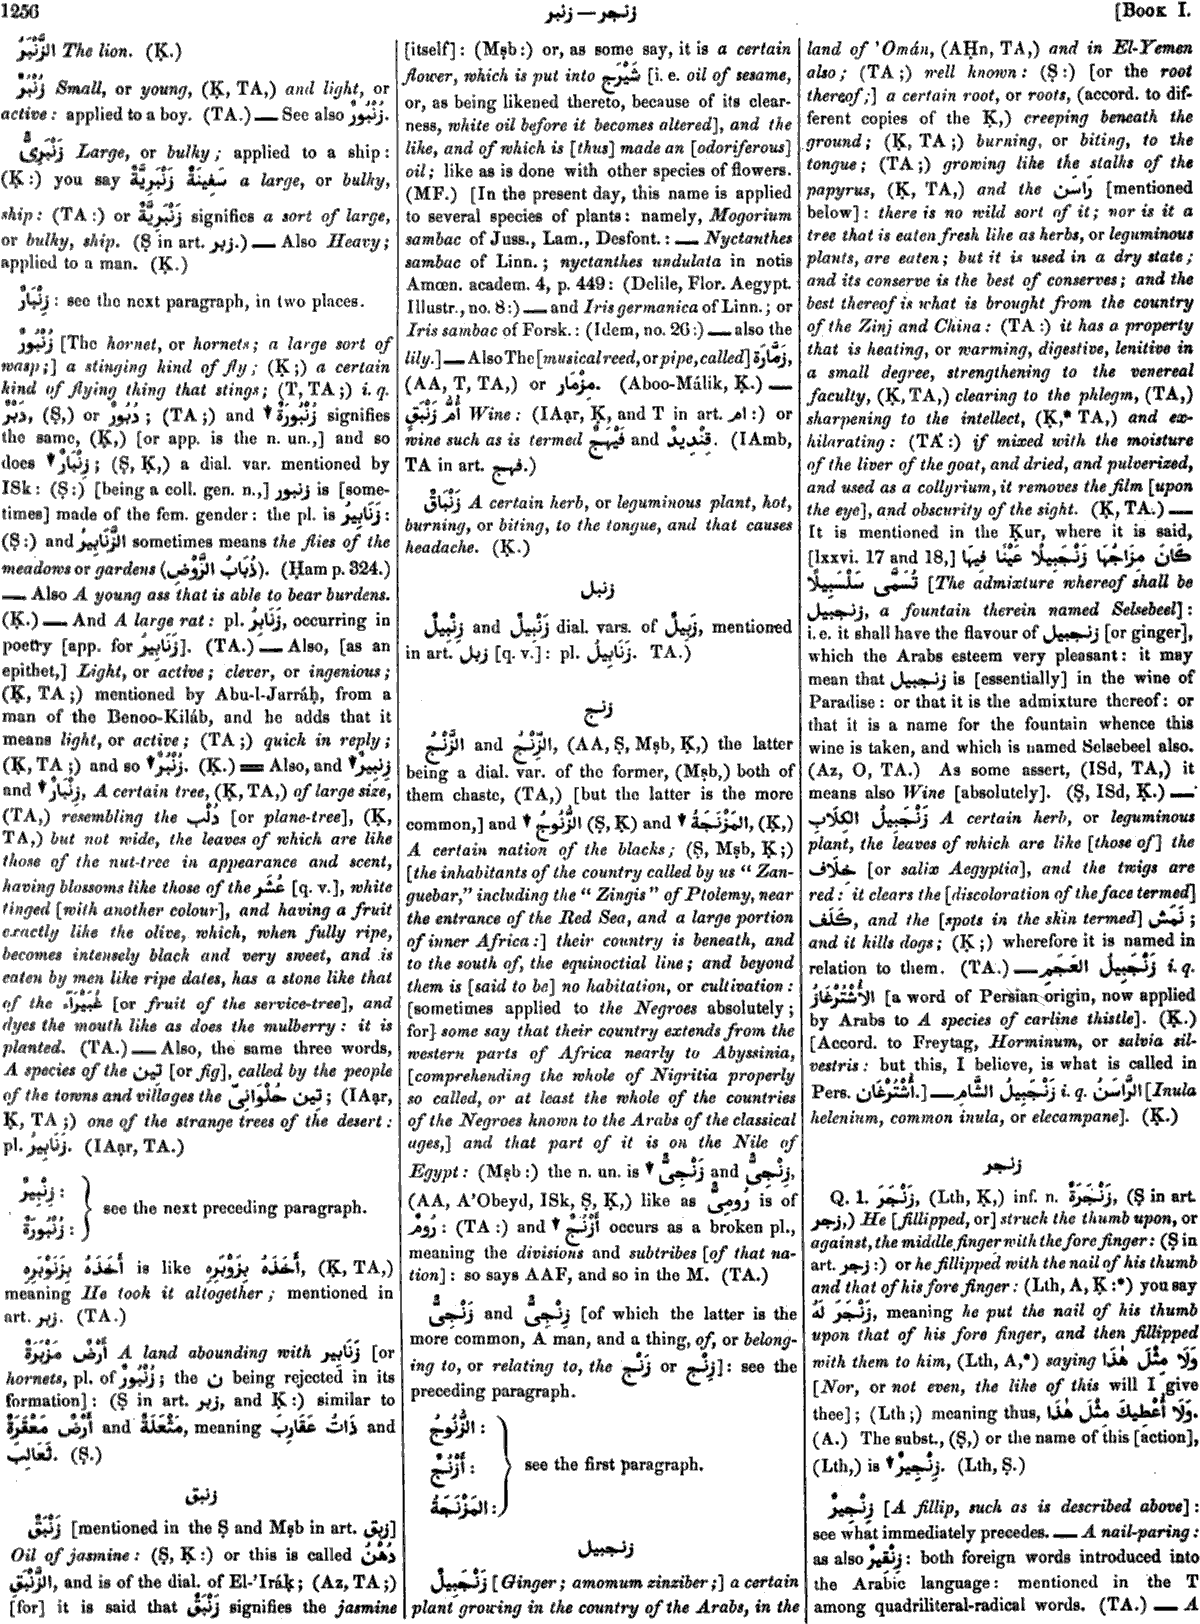 1256
زنبر — زنجر
[Book I.
الزَّنْبَرُ The lion. (Ḳ.)
زُنْبُرٌ Small, or young, (Ḳ, TA,) and light, or
active: applied to a boy. (TA.) — See also زُنْبُورٌ.
زَنْبَرِىٌّ Large, or bulky; applied to a ship:
(Ḳ:) you say سَفِينَةٌ زَنْبَرِيَّةٌ a large, or bulky,
ship: (TA:) or زَنْبَرِيَّةٌ signifies a sort of large,
or bulky, ship. (Ṣ in art. زبر.) — Also Heavy;
applied to a man. (Ḳ.)
زِنْبَارٌ: see the next paragraph, in two places.
زُنْبُورٌ [The hornet, or hornets; a large sort of
wasp;] a stinging kind of fly; (Ḳ;) a certain
kind of flying thing that stings; (T, TA;) i. q.
دَبْرٌ, (Ṣ,) or دَبُورٌ; (TA;) and ▼ زُنْبُورَةٌ signifies
the same, (Ḳ,) [or app. is the n. un.,] and so
does ▼ زِنْبَارٌ; (Ṣ, Ḳ,) a dial. var. mentioned by
ISk: (Ṣ:) [being a coll. gen. n.,] زنبور is [some-
times] made of the fem. gender: the pl. is زَنَابِيرُ:
(Ṣ:) and الزَّنَابِيرُ sometimes means the flies of the
meadows or gardens (ذُبَابُ الرَّوْضِ). (Ḥam p. 324.)
— Also A young ass that is able to bear burdens.
(Ḳ.) — And A large rat: pl. زَنَابِرُ, occurring in
poetry [app. for زَنَابِيرُ]. (TA.) — Also, [as an
epithet,] Light, or active; clever, or ingenious;
(Ḳ, TA;) mentioned by Abu-l-Jarráḥ, from a
man of the Benoo-Kiláb, and he adds that it
means light, or active; (TA;) quick in reply;
(Ḳ, TA;) and so ▼ زُنْبُرٌ. (Ḳ.) = Also, and ▼ زِنْبِيرٌ
and ▼ زِنْبَارٌ, A certain tree, (Ḳ, TA,) of large size,
(TA,) resembling the دُلْب [or plane-tree], (Ḳ,
TA,) but not wide, the leaves of which are like
those of the nut-tree in appearance and scent,
having blossoms like those of the عُشَر [q. v.], white
tinged [with another colour], and having a fruit
exactly like the olive, which, when fully ripe,
becomes intensely black and very sweet, and is
eaten by men like ripe dates, has a stone like that
of the غُبَيْرَآء [or fruit of the service-tree], and
dyes the mouth like as does the mulberry: it is
planted. (TA.) — Also, the same three words,
A species of the تِين [or fig], called by the people
of the towns and villages the تِين حُلْوَانِىّ; (IAạr,
Ḳ, TA;) one of the strange trees of the desert:
pl. زَنَابِيرُ. (IAạr, TA.)
زِنْبِيرٌ:
زُنْبُورَةٌ:
see the next preceding paragraph.
أَخَذَهُ بِزَنَوْبَرِهِ is like أَخَذَهُ بِزَوْبَرِهِ, (Ḳ, TA,)
meaning He took it altogether; mentioned in
art. زبر. (TA.)
أَرْضٌ مَزْبَرَةٌ A land abounding with زَنَابِير [or
hornets, pl. of زُنْبُورٌ; the ن being rejected in its
formation]: (Ṣ in art. زبر, and Ḳ:) similar to
أَرْضٌ مَعْقَرَةٌ and مَثْعَلَةٌ, meaning ذَاتُ عَقَارِبَ and
ثَعَالِبَ. (Ṣ.)
زنبق
زَنْبَقٌ [mentioned in the Ṣ and Mṣb in art. زبق]
Oil of jasmine: (Ṣ, Ḳ:) or this is called دُهْنُ
الزَّنْبَقِ, and is of the dial. of El-'Iráḳ; (Az, TA;)
[for] it is said that زَنْبَقٌ signifies the jasmine
[itself]: (Mṣb:) or, as some say, it is a certain
flower, which is put into شَيْرَج [i. e. oil of sesame,
or, as being likened thereto, because of its clear-
ness, white oil before it becomes altered], and the
like, and of which is [thus] made an [odoriferous]
oil; like as is done with other species of flowers.
(MF.) [In the present day, this name is applied
to several species of plants: namely, Mogorium
sambac of Juss., Lam., Desfont.: — Nyctanthes
sambac of Linn.; nyctanthes undulata in notis
Amœn. academ. 4, p. 449: (Delile, Flor. Aegypt.
Illustr., no. 8:) — and Iris germanica of Linn.; or
Iris sambac of Forsk.: (Idem, no. 26:) — also the
lily.] — Also The [musical reed, or pipe, called] زَمَّارَة,
(AA, T, TA,) or مِزْمَار. (Aboo-Málik, Ḳ.) —
أُمُّ زَنْبَقٍ Wine: (IAạr, Ḳ, and T in art. ام:) or
wine such as is termed فَيْهَجٌ and قِنْدِيدٌ. (IAmb,
TA in art. فهج.)
زَنْبَاقٌ A certain herb, or leguminous plant, hot,
burning, or biting, to the tongue, and that causes
headache. (Ḳ.)
زنبل
زِنْبِيلٌ and زَنْبِيلٌ dial. vars. of زَبِيلٌ, mentioned
in art. زبل [q. v.]: pl. زَنَابِيلُ. TA.)
زنج
الزَّنْجُ and الزِّنْجُ, (AA, Ṣ, Mṣb, Ḳ,) the latter
being a dial. var. of the former, (Mṣb,) both of
them chaste, (TA,) [but the latter is the more
common,] and ▼ الزُّنُوجُ (Ṣ, Ḳ) and ▼ المَزْنَجَةُ, (Ḳ,)
A certain nation of the blacks; (Ṣ, Mṣb, Ḳ;)
[the inhabitants of the country called by us "Zan-
guebar," including the "Zingis" of Ptolemy, near
the entrance of the Red Sea, and a large portion
of inner Africa:] their country is beneath, and
to the south of, the equinoctial line; and beyond
them is [said to be] no habitation, or cultivation:
[sometimes applied to the Negroes absolutely;
for] some say that their country extends from the
western parts of Africa nearly to Abyssinia,
[comprehending the whole of Nigritia properly
so called, or at least the whole of the countries
of the Negroes known to the Arabs of the classical
ages,] and that part of it is on the Nile of
Egypt: (Mṣb:) the n. un. is ▼ زَنْجِىٌّ and زِنْجِىٌّ,
(AA, A'Obeyd, ISk, Ṣ, Ḳ,) like as رُومِىٌّ is of
رُومٌ: (TA:) and ▼ أَزْنُجٌ occurs as a broken pl.,
meaning the divisions and subtribes [of that na-
tion]: so says AAF, and so in the M. (TA.)
زَنْجِىٌّ and زِنْجِىٌّ [of which the latter is the
more common, A man, and a thing, of, or belong-
ing to, or relating to, the زَنْج or زِنْج]: see the
preceding paragraph.
الزُّنُوجُ:
أَزْنُجٌ:
المَزْنَجَةُ:
see the first paragraph.
زنجبيل
زَنْجَبِيلٌ [Ginger; amomum zinziber;] a certain
plant growing in the country of the Arabs, in the
land of 'Omán, (AḤn, TA,) and in El-Yemen
also; (TA;) well known: (Ṣ:) [or the root
thereof;] a certain root, or roots, (accord. to dif-
ferent copies of the Ḳ,) creeping beneath the
ground; (Ḳ, TA;) burning, or biting, to the
tongue; (TA;) growing like the stalks of the
papyrus, (Ḳ, TA,) and the رَاسَن [mentioned
below]: there is no wild sort of it; nor is it a
tree that is eaten fresh like as herbs, or leguminous
plants, are eaten; but it is used in a dry state;
and its conserve is the best of conserves; and the
best thereof is what is brought from the country
of the Zinj and China: (TA:) it has a property
that is heating, or warming, digestive, lenitive in
a small degree, strengthening to the venereal
faculty, (Ḳ, TA,) clearing to the phlegm, (TA,)
sharpening to the intellect, (Ḳ,* TA,) and ex-
hilarating: (TA:) if mixed with the moisture
of the liver of the goat, and dried, and pulverized,
and used as a collyrium, it removes the film [upon
the eye], and obscurity of the sight. (Ḳ, TA.) —
It is mentioned in the Ḳur, where it is said,
[lxxvi. 17 and 18,] كَانَ مِزَاجُهَا زَنْجَبِيلًا عَيْنًا فِيهَا
تُسَمَّى سَلْسَبِيلًا [The admixture whereof shall be
زنجبيل, a fountain therein named Selsebeel]:
i. e. it shall have the flavour of زنجبيل [or ginger],
which the Arabs esteem very pleasant: it may
mean that زنجبيل is [essentially] in the wine of
Paradise: or that it is the admixture thereof: or
that it is a name for the fountain whence this
wine is taken, and which is named Selsebeel also.
(Az, O, TA.) As some assert, (ISd, TA,) it
means also Wine [absolutely]. (Ṣ, ISd, Ḳ.) —
زَنْجَبِيلُ الكِلَابِ A certain herb, or leguminous
plant, the leaves of which are like [those of] the
خِلَاف [or salix Aegyptia], and the twigs are
red: it clears the [discoloration of the face termed]
كَلَف, and the [spots in the skin termed] نَمَش;
and it kills dogs; (Ḳ;) wherefore it is named in
relation to them. (TA.) — زَنْجَبِيلُ العَجَمِ i. q.
الأُشْتُرْغَازُ [a word of Persian origin, now applied
by Arabs to A species of carline thistle]. (Ḳ.)
[Accord. to Freytag, Horminum, or salvia sil-
vestris: but this, I believe, is what is called in
Pers. أُشْتُرْغَان.] — زَنْجَبِيلُ الشَّامِ i. q. الرَّاسَنُ [Inula
helenium, common inula, or elecampane]. (Ḳ.)
زنجر
Q. 1. زَنْجَرَ, (Lth, Ḳ,) inf. n. زَنْجَرَةٌ, (Ṣ in art.
زجر,) He [fillipped, or] struck the thumb upon, or
against, the middle finger with the fore finger: (Ṣ in
art. زجر:) or he fillipped with the nail of his thumb
and that of his fore finger: (Lth, A, Ḳ:*) you say
زَنْجَرَ لَهُ, meaning he put the nail of his thumb
upon that of his fore finger, and then fillipped
with them to him, (Lth, A,*) saying وَلَا مِثْلَ هٰذَا
[Nor, or not even, the like of this will I give
thee]; (Lth;) meaning thus, وَلَا أُعْطِيكَ مِثْلَ هٰذَا.
(A.) The subst., (Ṣ,) or the name of this [action],
(Lth,) is ▼ زِنْجِيرٌ. (Lth, Ṣ.)
زِنْجِيرٌ [A fillip, such as is described above]:
see what immediately precedes. — A nail-paring:
as also زِنْقِيرٌ: both foreign words introduced into
the Arabic language: mentioned in the T
among quadriliteral-radical words. (TA.) — A